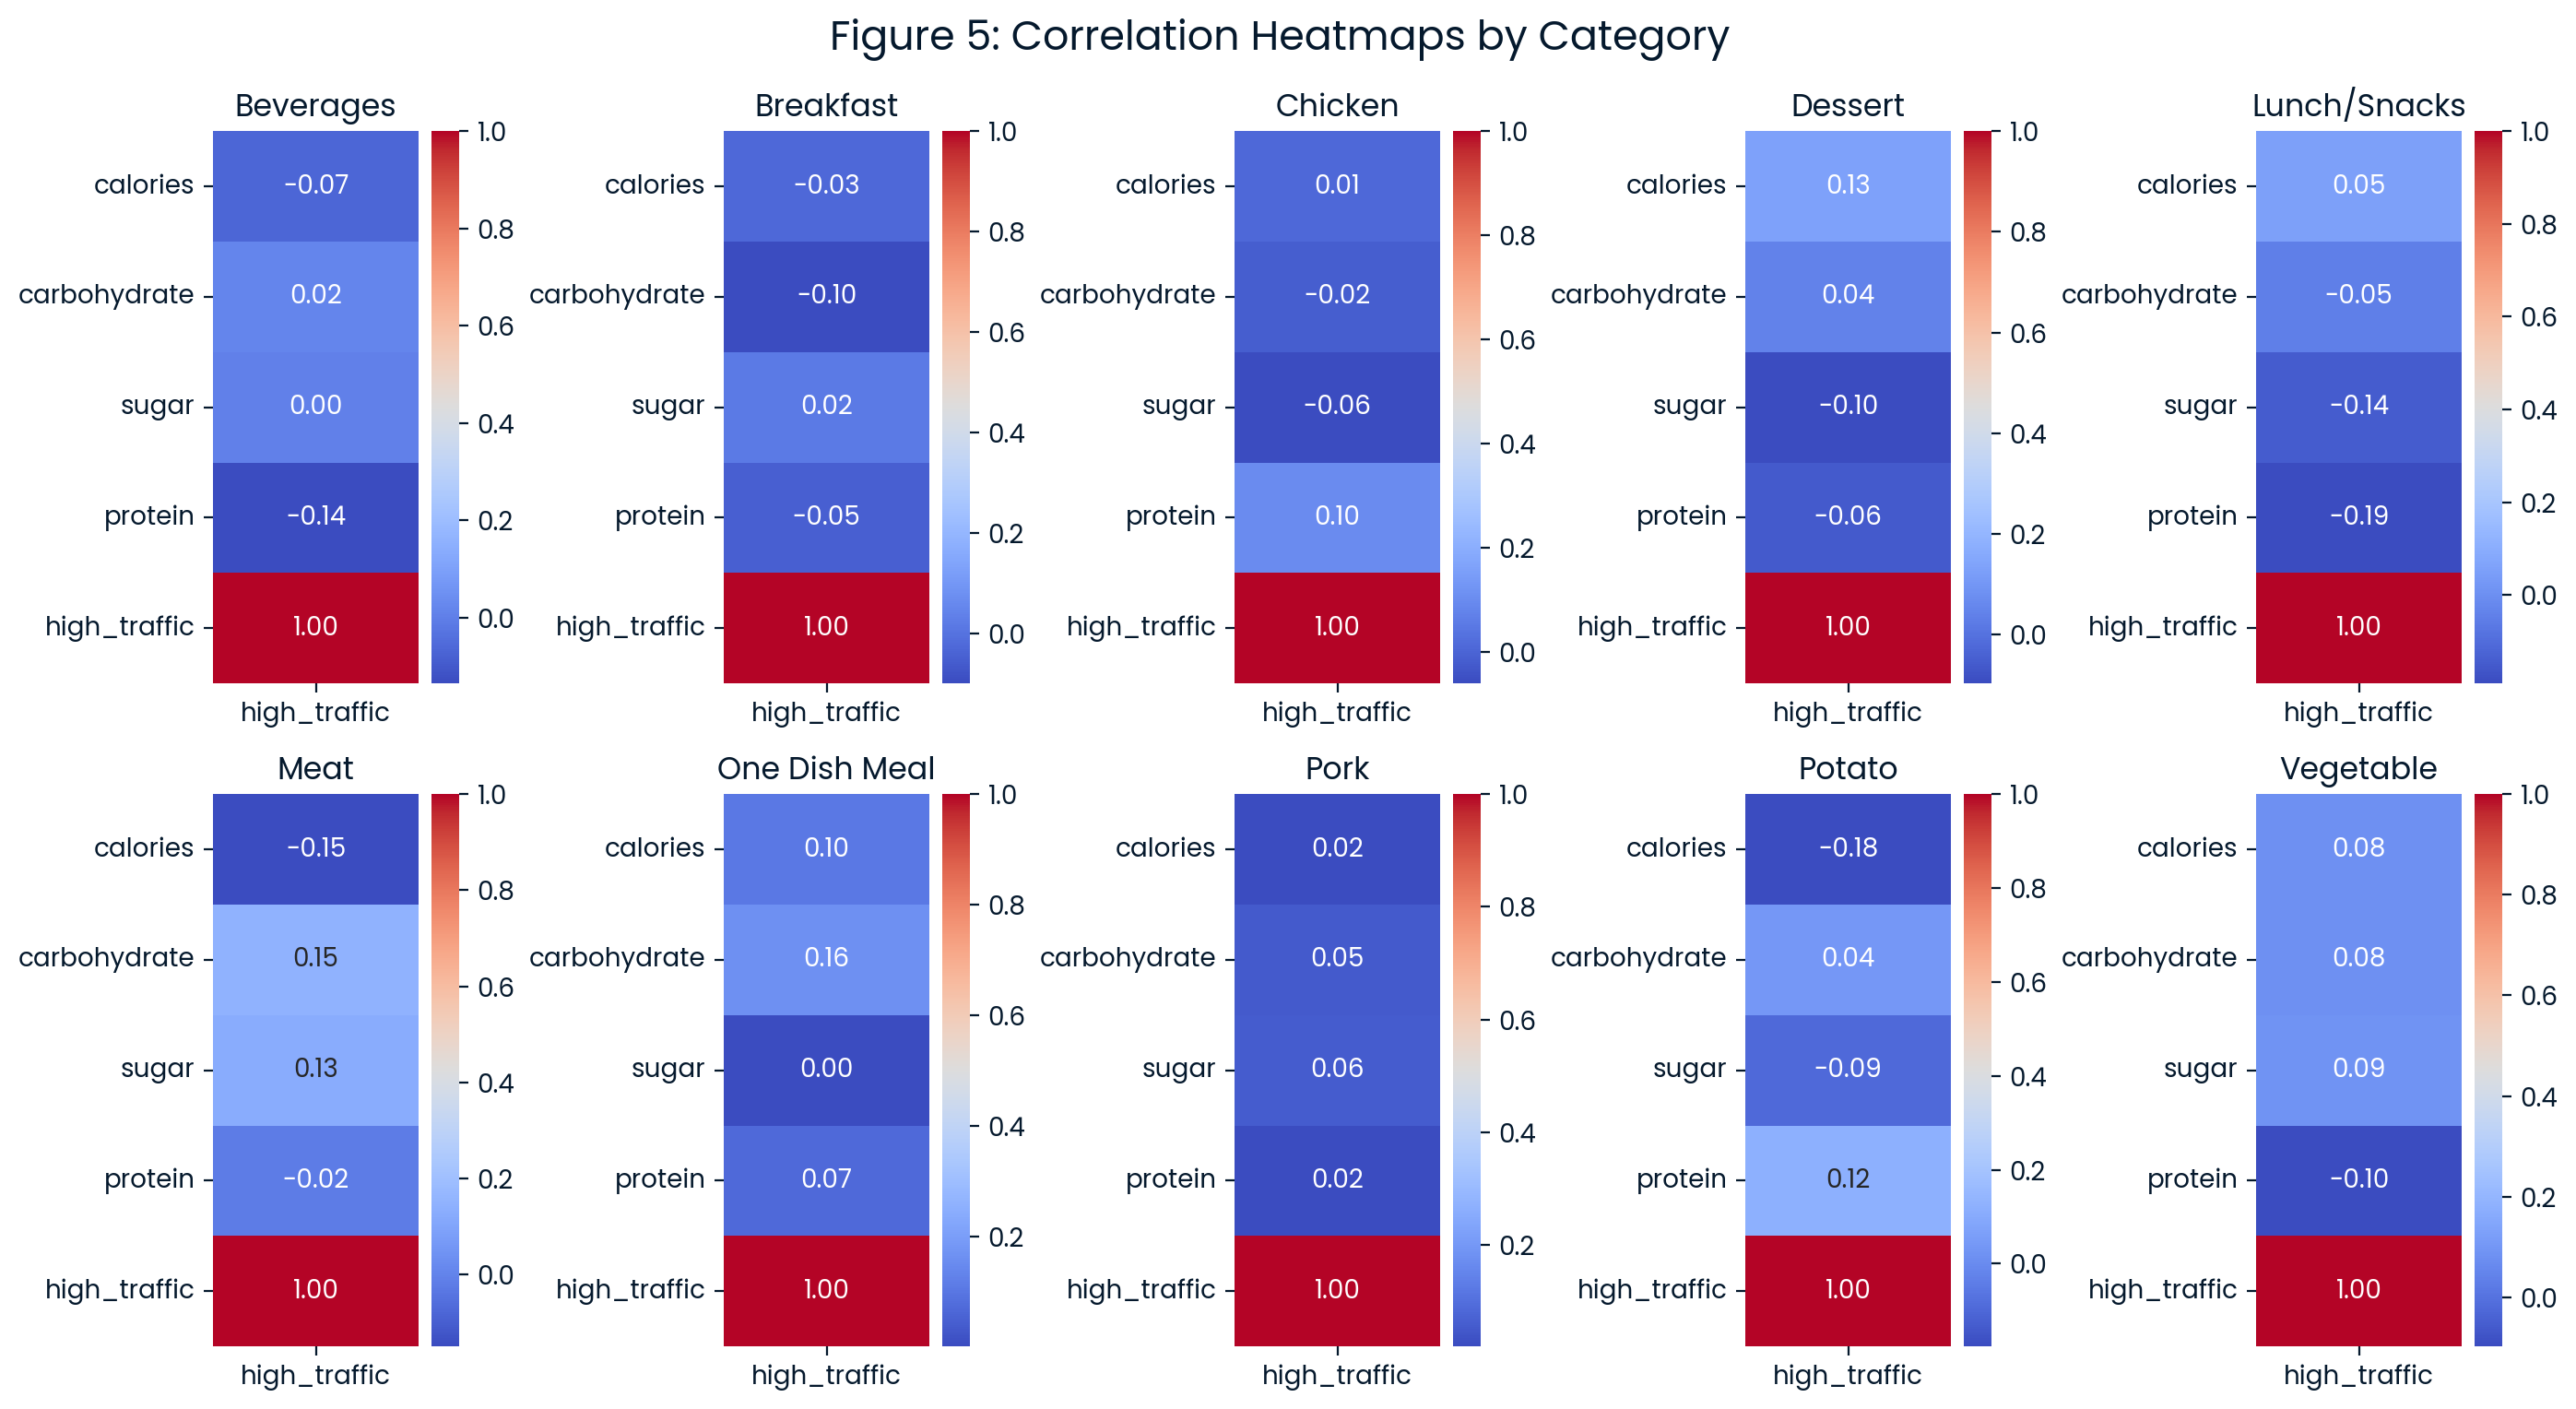 Figure 5: Correlation Heatmaps by Category
Beverages
calories
carbohydrate
sugar
protein
high_traffic
−0.07
0.02
0.00
−0.14
1.00
high_traffic
1.0
0.8
0.6
0.4
0.2
0.0
Breakfast
calories
carbohydrate
sugar
protein
high_traffic
−0.03
−0.10
0.02
−0.05
1.00
high_traffic
1.0
0.8
0.6
0.4
0.2
0.0
Chicken
calories
carbohydrate
sugar
protein
high_traffic
0.01
−0.02
−0.06
0.10
1.00
high_traffic
1.0
0.8
0.6
0.4
0.2
0.0
Dessert
calories
carbohydrate
sugar
protein
high_traffic
0.13
0.04
−0.10
−0.06
1.00
high_traffic
1.0
0.8
0.6
0.4
0.2
0.0
Lunch/Snacks
calories
carbohydrate
sugar
protein
high_traffic
0.05
−0.05
−0.14
−0.19
1.00
high_traffic
1.0
0.8
0.6
0.4
0.2
0.0
Meat
calories
carbohydrate
sugar
protein
high_traffic
−0.15
0.15
0.13
−0.02
1.00
high_traffic
1.0
0.8
0.6
0.4
0.2
0.0
One Dish Meal
calories
carbohydrate
sugar
protein
high_traffic
0.10
0.16
0.00
0.07
1.00
high_traffic
1.0
0.8
0.6
0.4
0.2
Pork
calories
carbohydrate
sugar
protein
high_traffic
0.02
0.05
0.06
0.02
1.00
high_traffic
1.0
0.8
0.6
0.4
0.2
Potato
calories
carbohydrate
sugar
protein
high_traffic
−0.18
0.04
−0.09
0.12
1.00
high_traffic
1.0
0.8
0.6
0.4
0.2
0.0
Vegetable
calories
carbohydrate
sugar
protein
high_traffic
0.08
0.08
0.09
−0.10
1.00
high_traffic
1.0
0.8
0.6
0.4
0.2
0.0